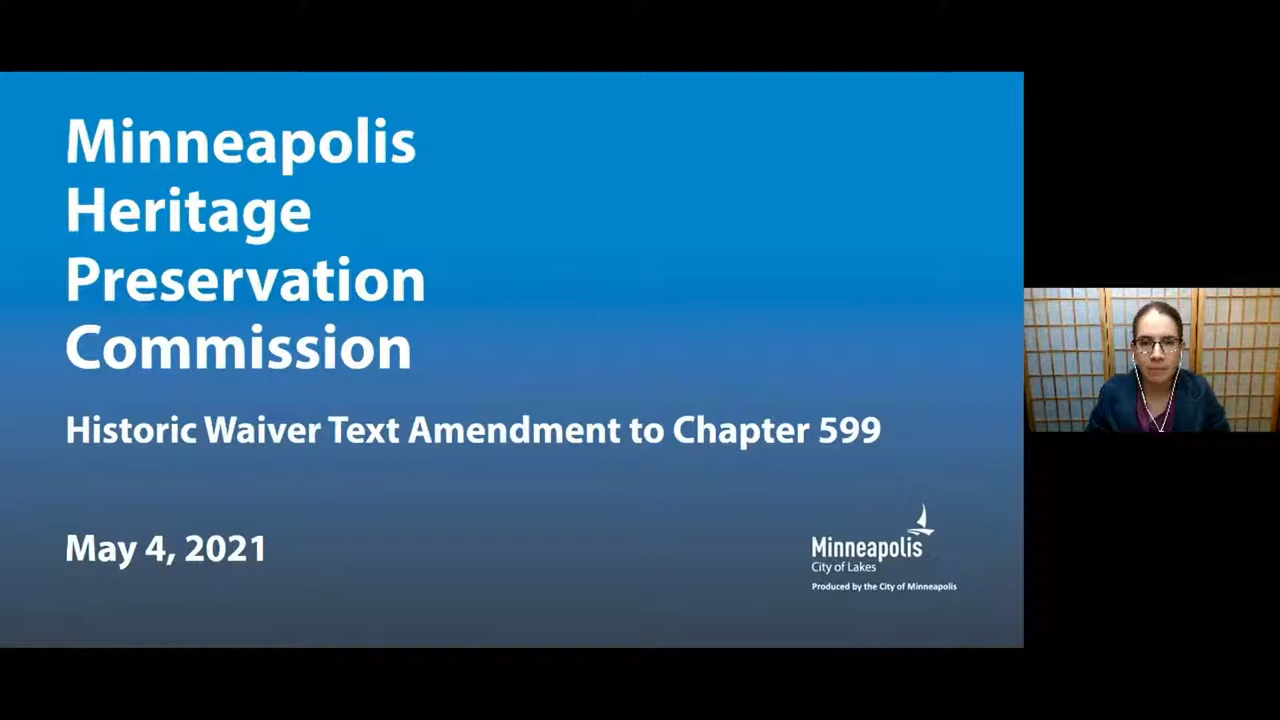 Minneapolis
Heritage
Preservation
Commission
Historic Waiver Text Amendment to Chapter 599
May 4, 2021
Minneapolis
City of Lakes
Produced by the City of Minneapolis